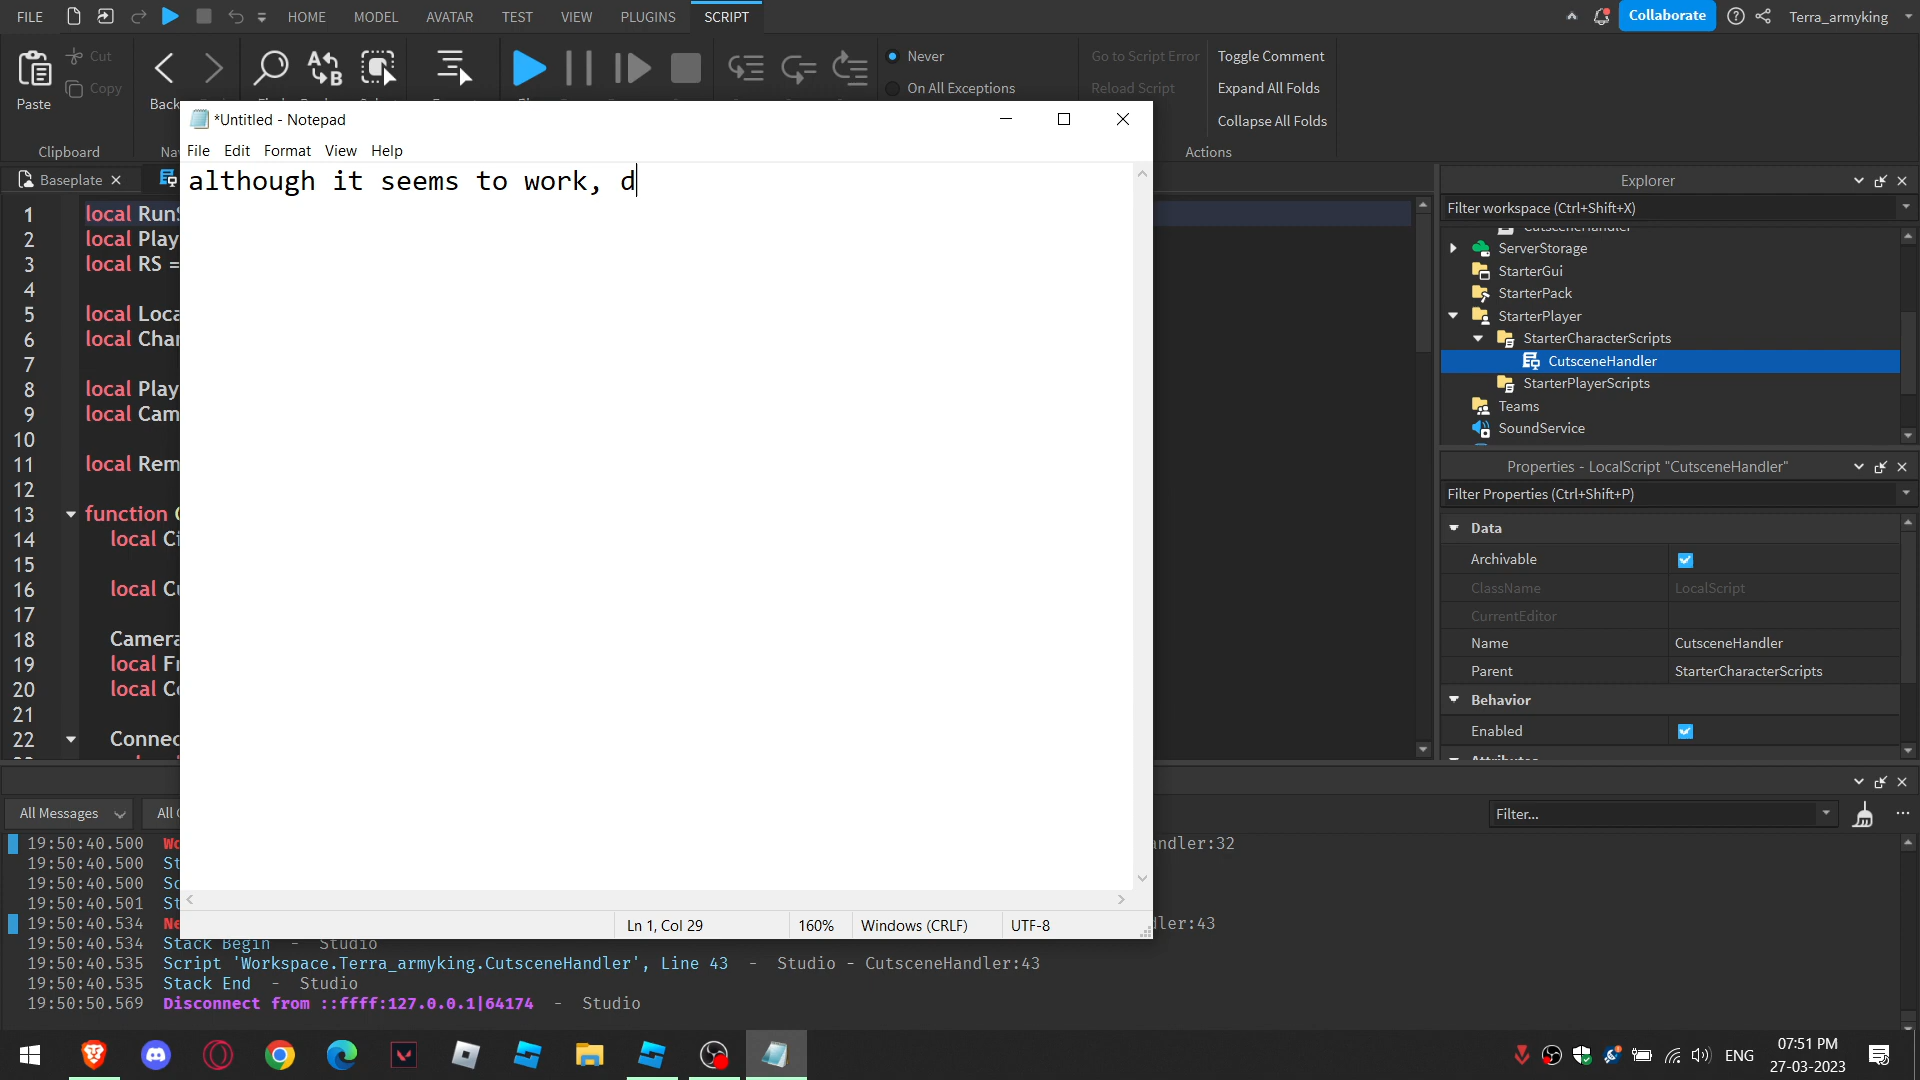 FILE
HOME
MODEL
AVATAR
TEST
VIEW
PLUGINS
SCRIPT
Collaborate
Terra_armyking
Paste
Cut
Copy
Clipboard
Back
Never
On All Exceptions
Go to Script Error
Reload Script
Toggle Comment
Expand All Folds
Collapse All Folds
Actions
*Untitled - Notepad
File Edit Format View Help
although it seems to work, d
Ln 1, Col 29
160%
Windows (CRLF)
UTF-8
Baseplate
1 local Run
2 local Play
3 local RS =
4
5 local Loca
6 local Char
7
8 local Play
9 local Cam
10
11 local Rem
12
13 function
14 local
15
16 local
17
18 Camera
19 local
20 local
21
22 Connec
Explorer
Filter workspace (Ctrl+Shift+X)
CutsceneHandler
ServerStorage
StarterGui
StarterPack
StarterPlayer
StarterCharacterScripts
CutsceneHandler
StarterPlayerScripts
Teams
SoundService
Properties - LocalScript "CutsceneHandler"
Filter Properties (Ctrl+Shift+P)
Data
Archivable
ClassName LocalScript
CurrentEditor
Name CutsceneHandler
Parent StarterCharacterScripts
Behavior
Enabled
Attributes
All Messages
All
Filter...
19:50:40.500 ndler:32
19:50:40.500 St
19:50:40.500 Sc
19:50:40.501 St
19:50:40.534 Ne ller:43
19:50:40.534 Stack Begin - Studio
19:50:40.535 Script 'Workspace.Terra_armyking.CutsceneHandler', Line 43 - Studio - CutsceneHandler:43
19:50:40.535 Stack End - Studio
19:50:50.569 Disconnect from ::ffff:127.0.0.1|64174 - Studio
ENG
07:51 PM
27-03-2023